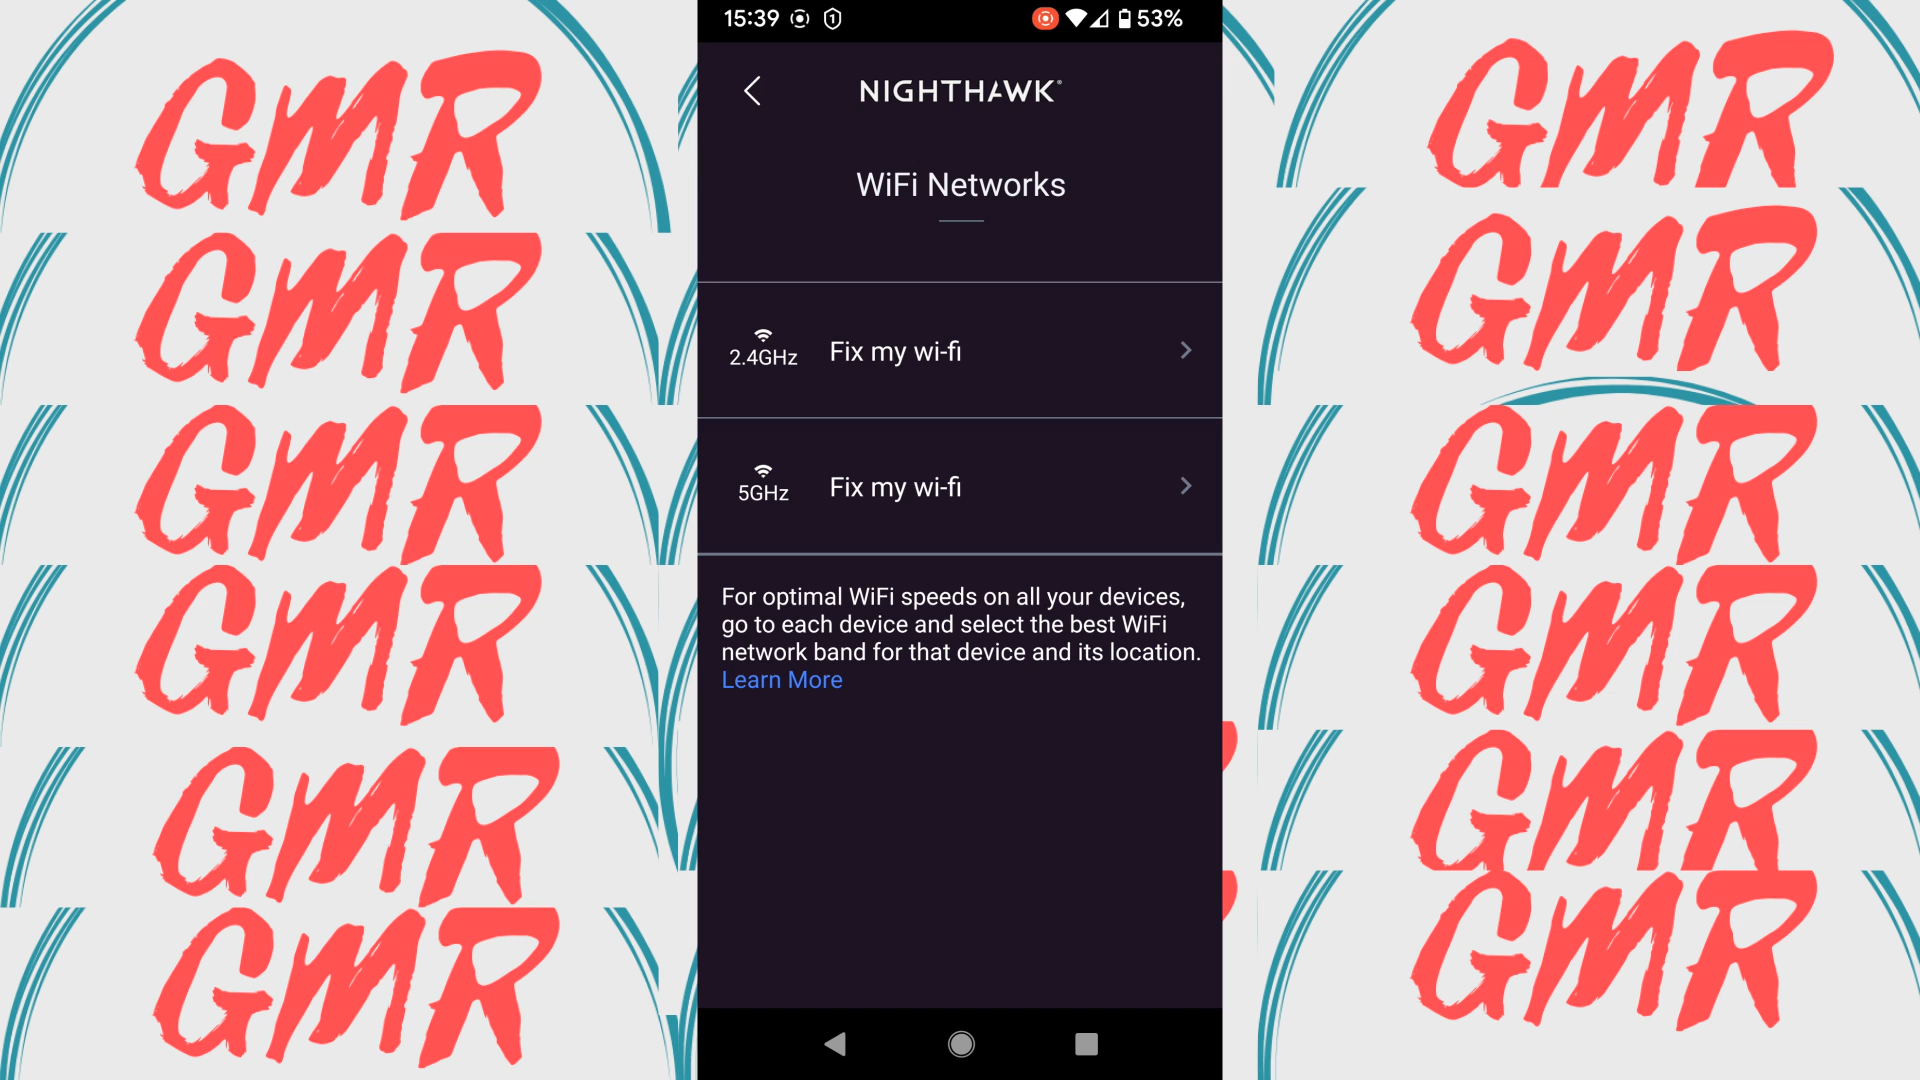 GMR
GMR
GMR
GMR
GMR
GMR
15:39
53%
NIGHTHAWK®
WiFi Networks
2.4GHz Fix my wi-fi
5GHz Fix my wi-fi
For optimal WiFi speeds on all your devices,
go to each device and select the best WiFi
network band for that device and its location.
Learn More
GMR
GMR
GMR
GMR
GMR
GMR